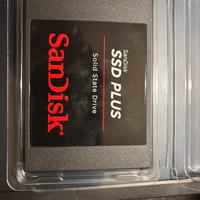 SanDisk
SSD PLUS
Solid State Drive
SanDisk